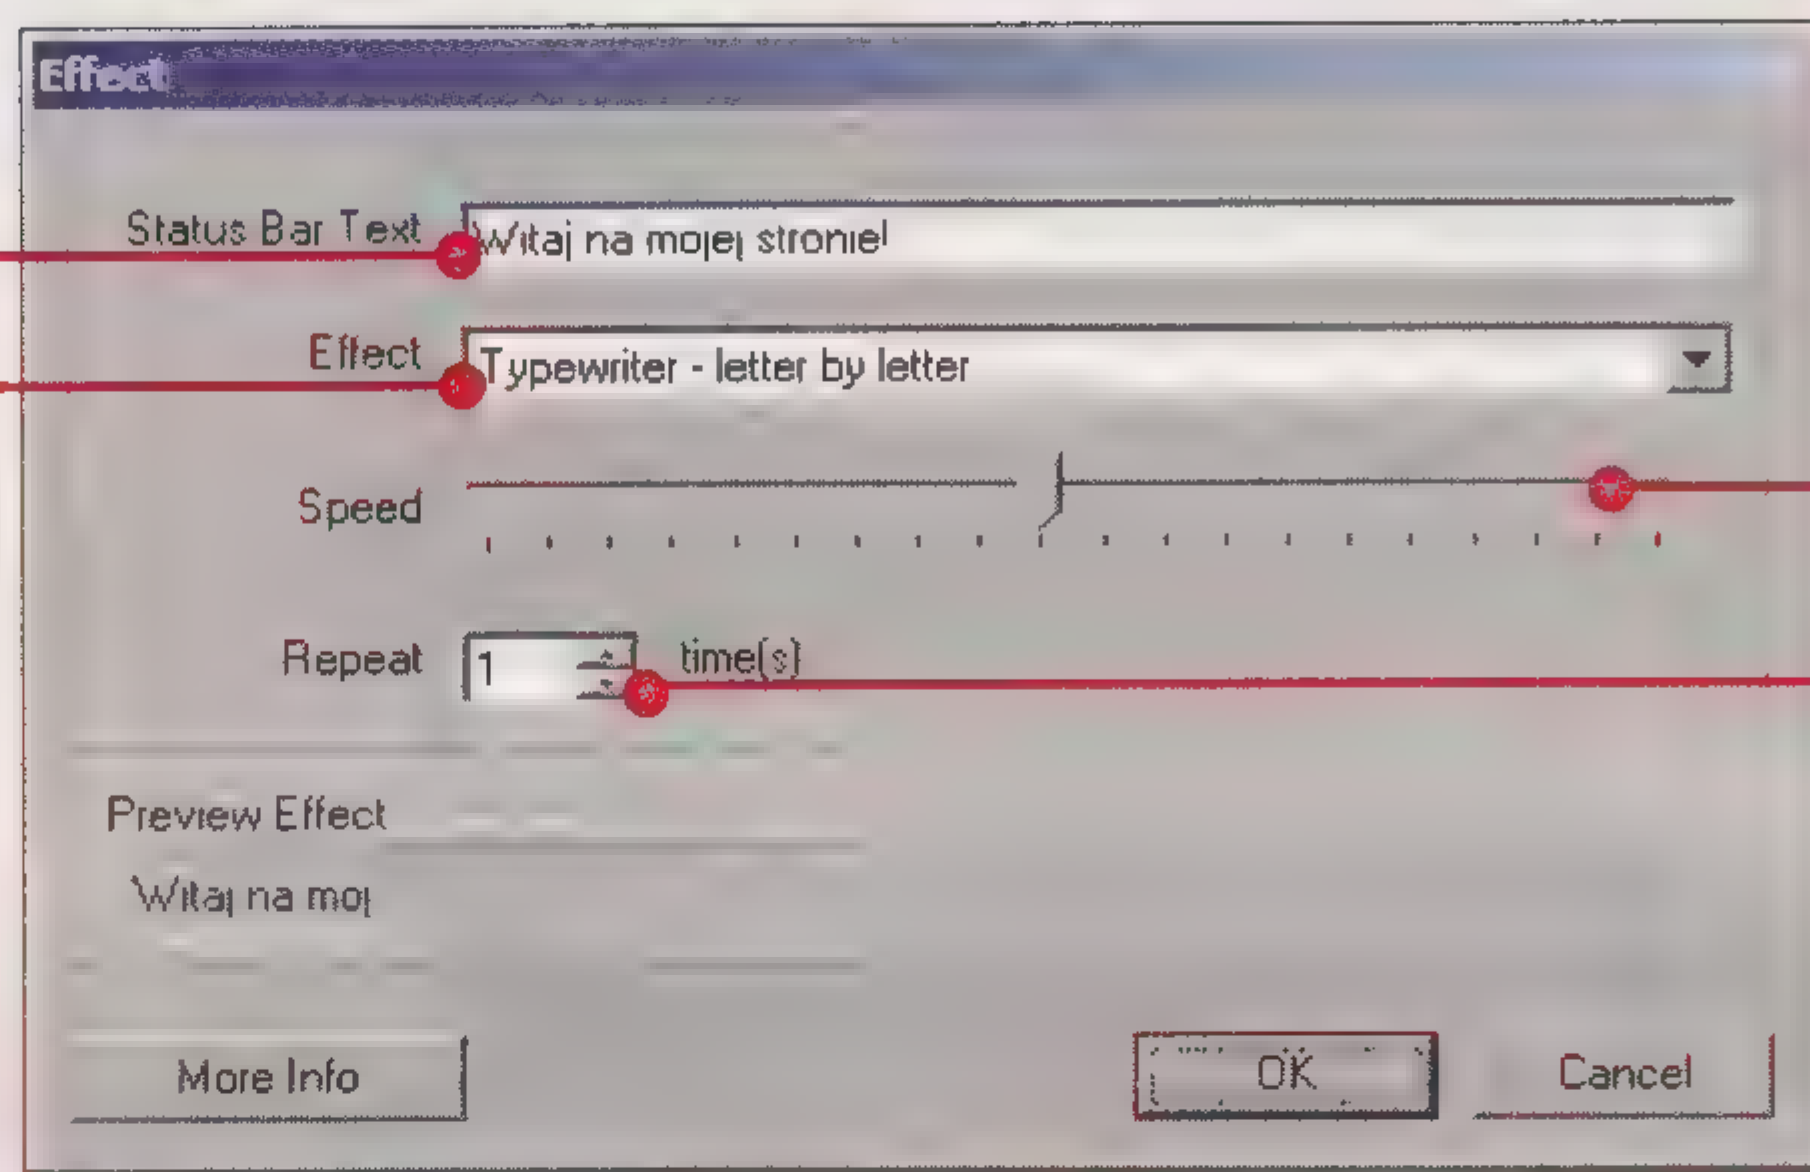 Effect
Status Bar Text
Witaj na mojej stronie!
Effect
Typewriter - letter by letter
Speed
Repeat 1 time(s)
Preview Effect
Witaj na moj
More Info OK Cancel